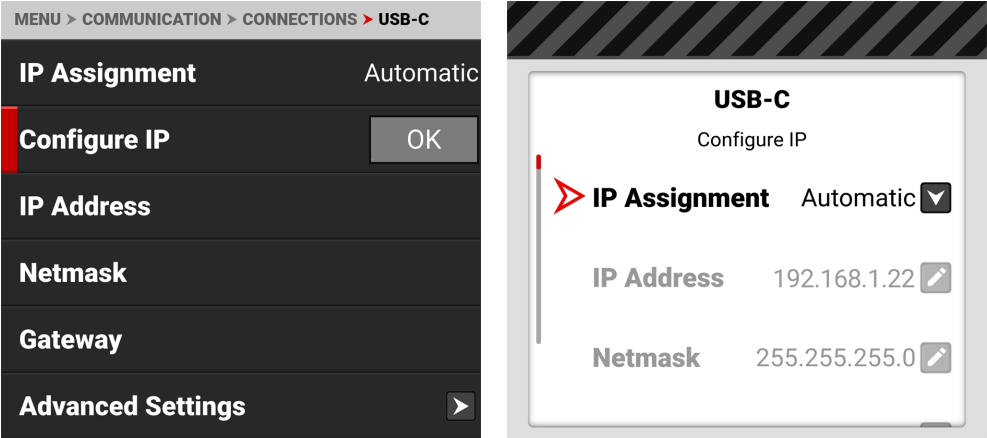 MENU > COMMUNICATION > CONNECTIONS > USB-C
IP Assignment Automatic
Configure IP OK
IP Address
Netmask
Gateway
Advanced Settings
USB-C
Configure IP
IP Assignment Automatic
IP Address 192.168.1.22
Netmask 255.255.255.0